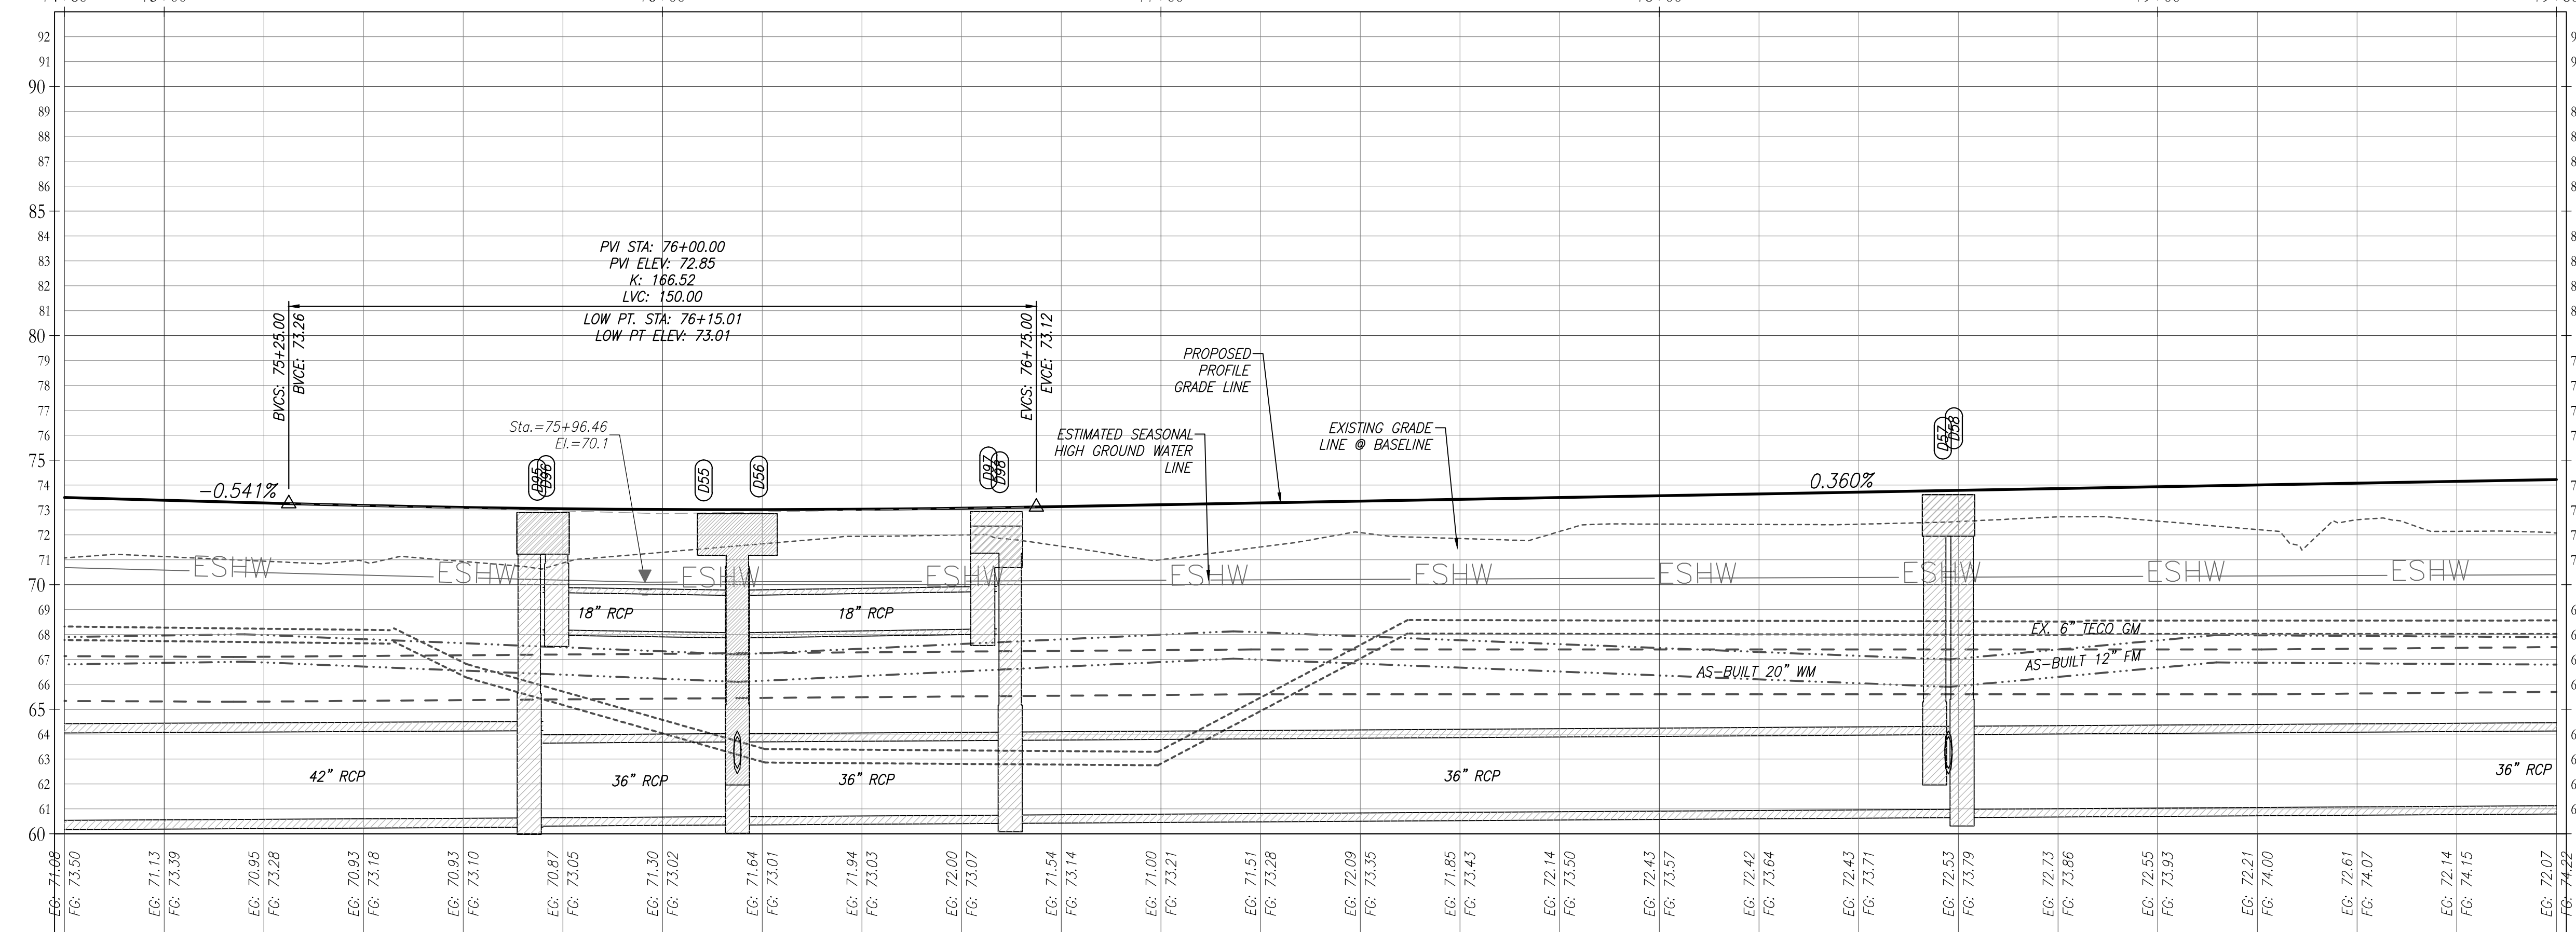 92
91
90
89
88
87
86
85
84
83
82
81
80
79
78
77
76
75
74
73
72
71
70
69
68
67
66
65
64
63
62
61
60
PVI STA: 76+00.00
PVI ELEV: 72.85
K: 166.52
LVC: 150.00
LOW PT. STA: 76+15.01
LOW PT ELEV: 73.01
BVCS: 75+25.00
BVCE: 73.26
EVCS: 76+75.00
EVCE: 73.12
PROPOSED
PROFILE
GRADE LINE
Sta.=75+96.46
El.=70.1
ESTIMATED SEASONAL
HIGH GROUND WATER
LINE
EXISTING GRADE
LINE @ BASELINE
-0.541%
0.360%
D95
D96
D55
D56
D97
D98
D57
D58
ESHW
ESHW
ESHW
ESHW
ESHW
ESHW
ESHW
ESHW
ESHW
ESHW
18" RCP
18" RCP
EX. 6" TECO GM
AS-BUILT 12" FM
AS-BUILT 20" WM
42" RCP
36" RCP
36" RCP
36" RCP
36" RCP
EG: 71.08
FG: 73.50
EG: 71.13
FG: 73.39
EG: 70.95
FG: 73.28
EG: 70.93
FG: 73.18
EG: 70.93
FG: 73.10
EG: 70.87
FG: 73.05
EG: 71.30
FG: 73.02
EG: 71.64
FG: 73.01
EG: 71.94
FG: 73.03
EG: 72.00
FG: 73.07
EG: 71.54
FG: 73.14
EG: 71.00
FG: 73.21
EG: 71.51
FG: 73.28
EG: 72.09
FG: 73.35
EG: 71.85
FG: 73.43
EG: 72.14
FG: 73.50
EG: 72.43
FG: 73.57
EG: 72.42
FG: 73.64
EG: 72.43
FG: 73.71
EG: 72.53
FG: 73.79
EG: 72.73
FG: 73.86
EG: 72.55
FG: 73.93
EG: 72.21
FG: 74.00
EG: 72.61
FG: 74.07
EG: 72.14
FG: 74.15
EG: 72.07
FG: 74.22